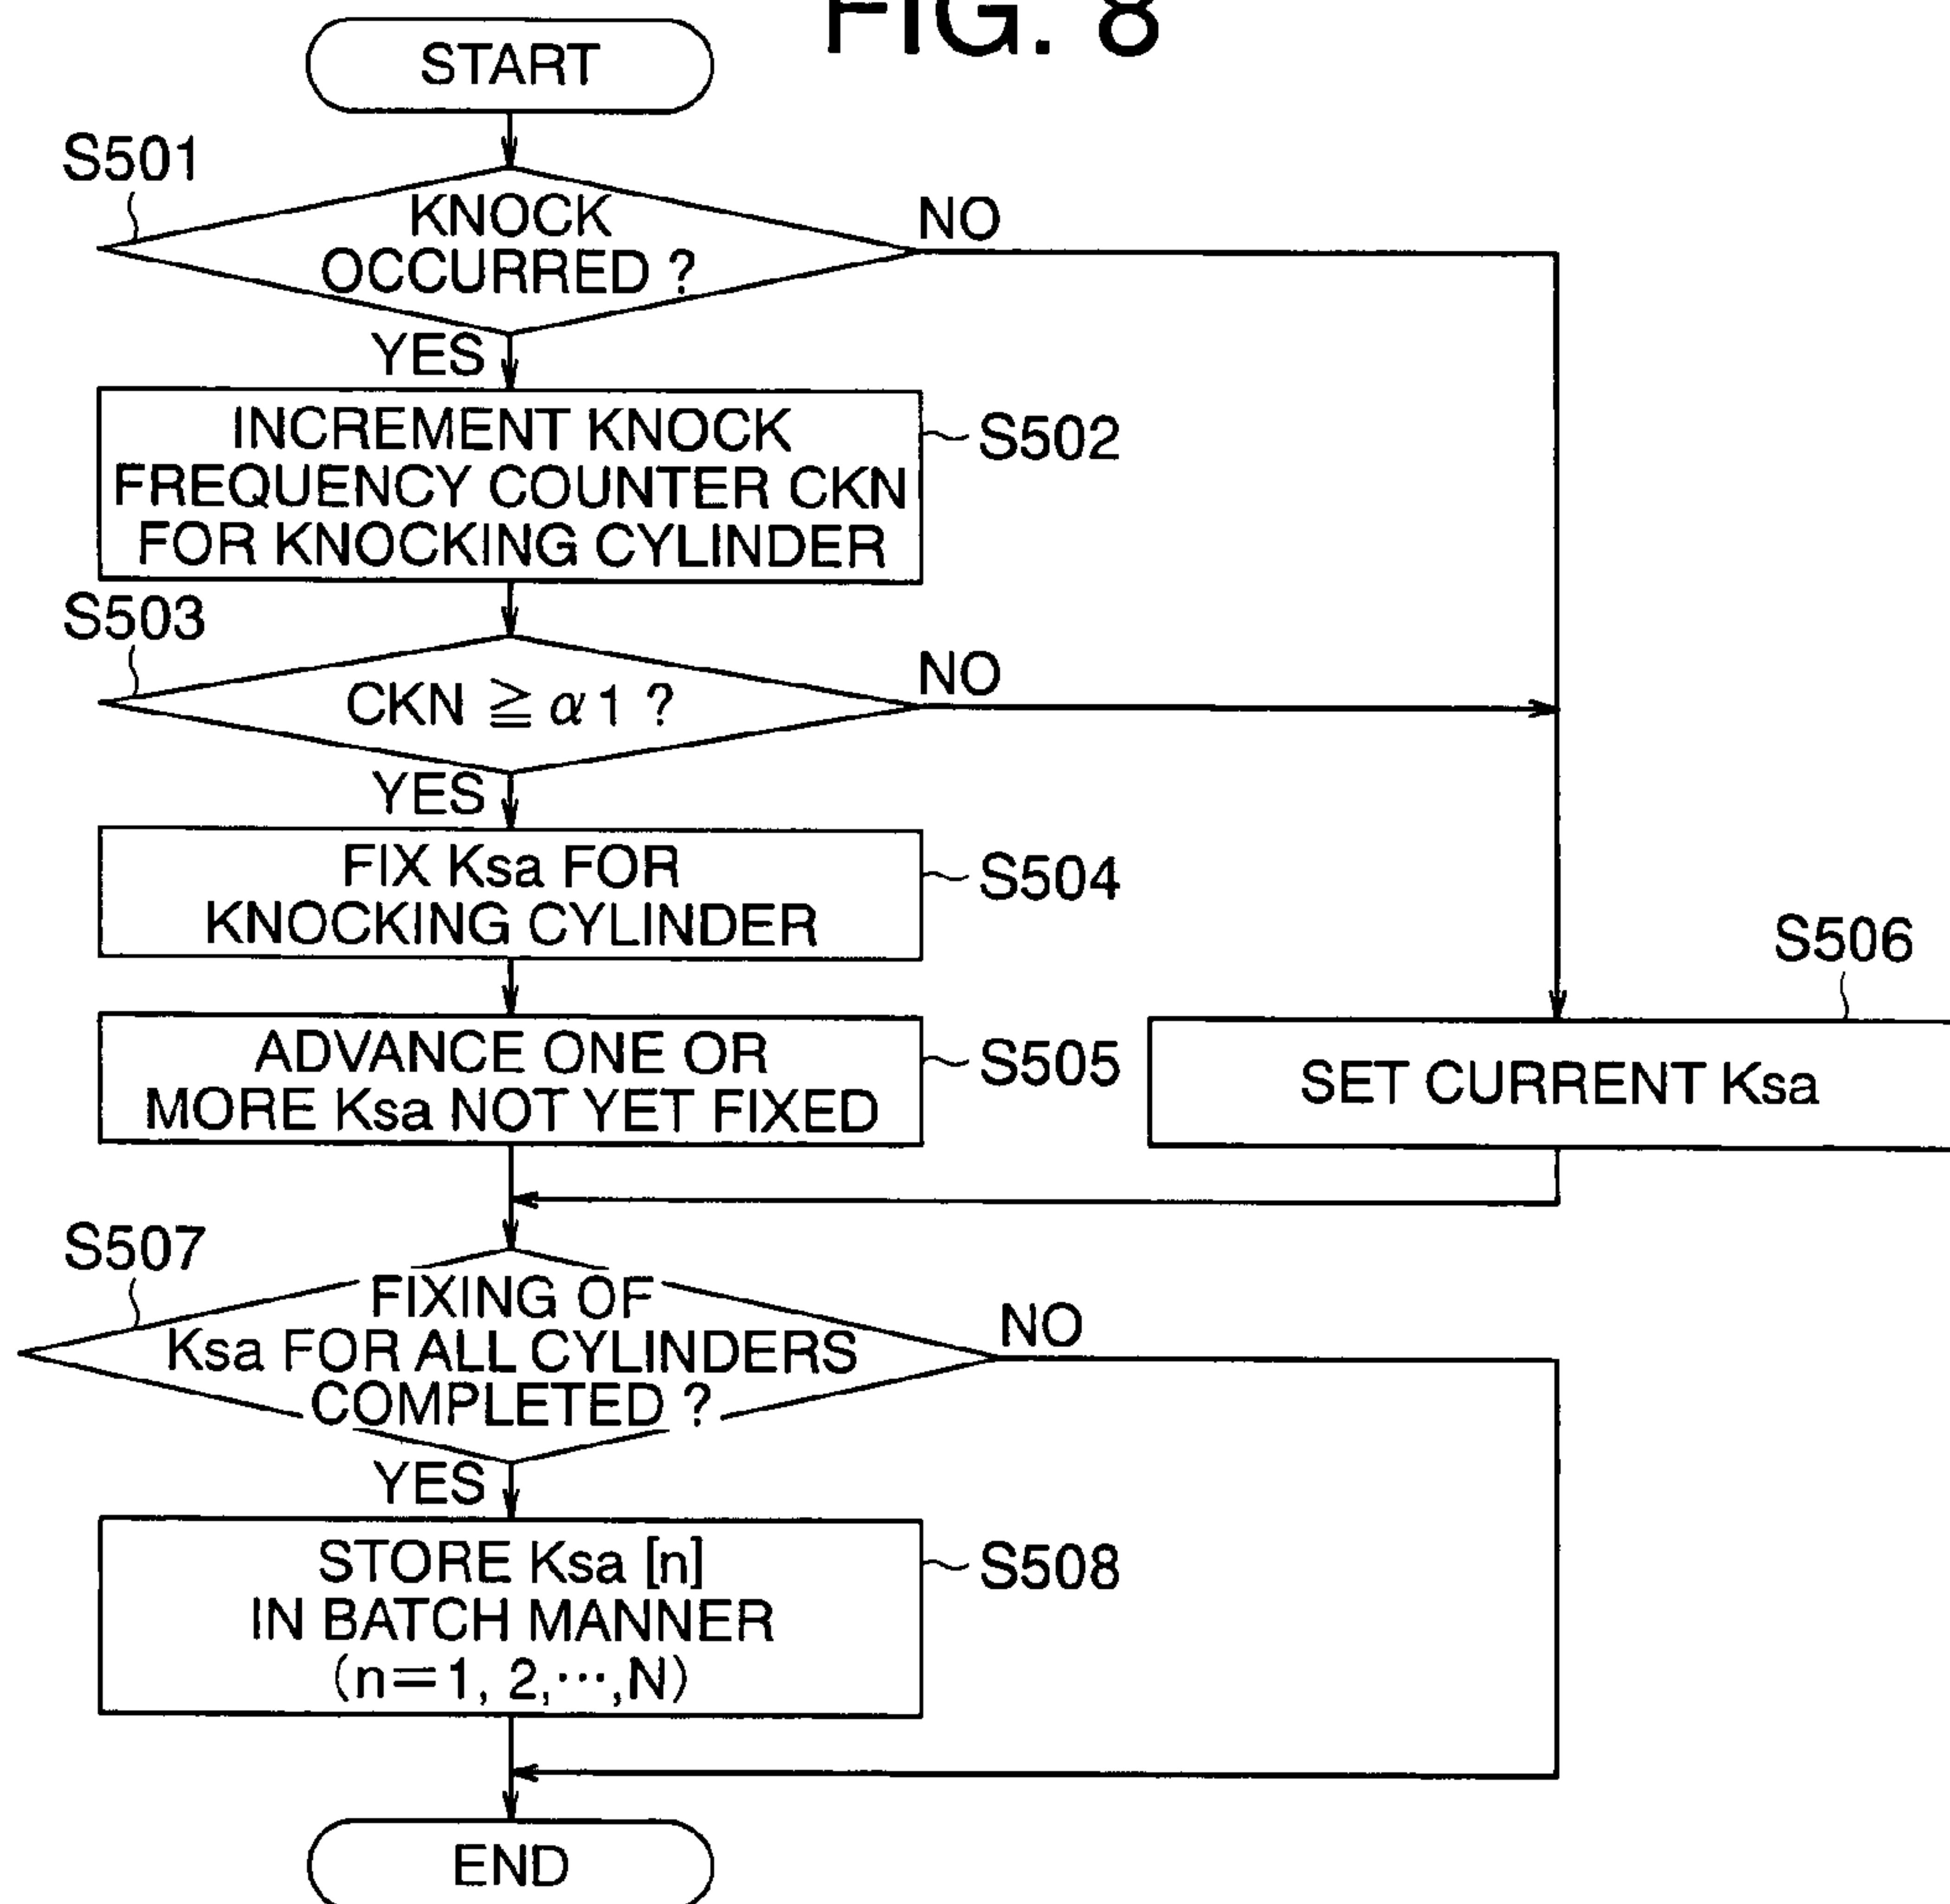 FIG. 8
START
S501
KNOCK
OCCURRED ?
NO
YES
INCREMENT KNOCK
FREQUENCY COUNTER CKN
FOR KNOCKING CYLINDER
S502
S503
CKN ≧ α1 ?
NO
YES
FIX Ksa FOR
KNOCKING CYLINDER
S504
ADVANCE ONE OR
MORE Ksa NOT YET FIXED
S505
S506
SET CURRENT Ksa
S507
FIXING OF
Ksa FOR ALL CYLINDERS
COMPLETED ?
NO
YES
STORE Ksa [n]
IN BATCH MANNER
(n=1, 2,···,N)
S508
END